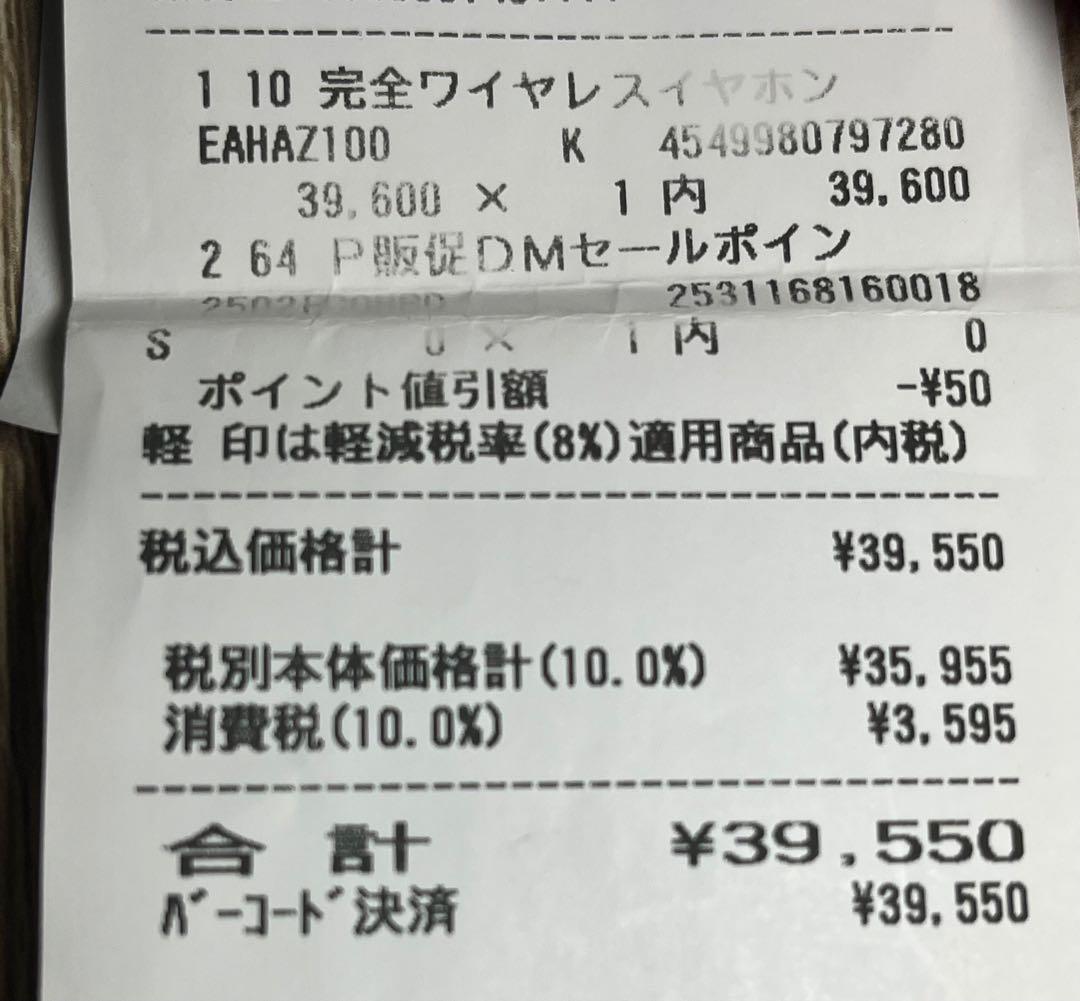 1 10 完全ワイヤレスイヤホン
EAHAZ100 K 4549980797280
39,600 × 1 内 39,600
2 64 P販促DMセールポイン
2531168160018
S 0 × 1 内 0
ポイント値引額 -¥50
軽 印は軽減税率(8%)適用商品(内税)
税込価格計 ¥39,550
税別本体価格計(10.0%) ¥35,955
消費税(10.0%) ¥3,595
合 計 ¥39,550
バーコード決済 ¥39,550